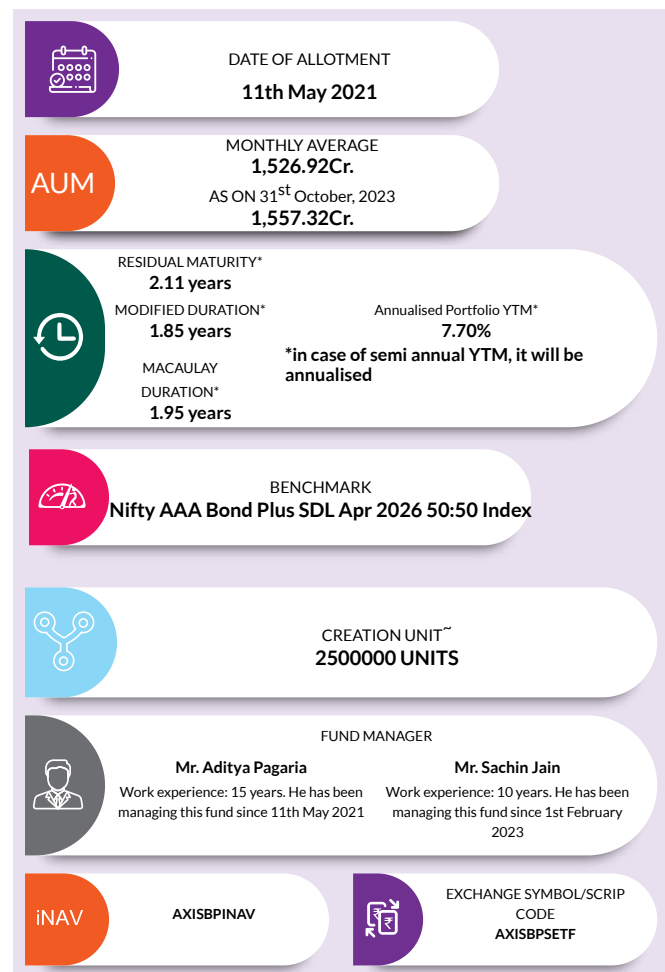 DATE OF ALLOTMENT
11th May 2021
AUM
MONTHLY AVERAGE
1,526.92Cr.
AS ON 31st October, 2023
1,557.32Cr.
RESIDUAL MATURITY*
2.11 years
MODIFIED DURATION*
1.85 years
MACAULAY
DURATION*
1.95 years
Annualised Portfolio YTM*
7.70%
*in case of semi annual YTM, it will be
annualised
BENCHMARK
Nifty AAA Bond Plus SDL Apr 2026 50:50 Index
CREATION UNIT~
2500000 UNITS
FUND MANAGER
Mr. Aditya Pagaria
Work experience: 15 years. He has been
managing this fund since 11th May 2021
Mr. Sachin Jain
Work experience: 10 years. He has been
managing this fund since 1st February
2023
iNAV
AXISBPINAV
EXCHANGE SYMBOL/SCRIP
CODE
AXISBPSETF